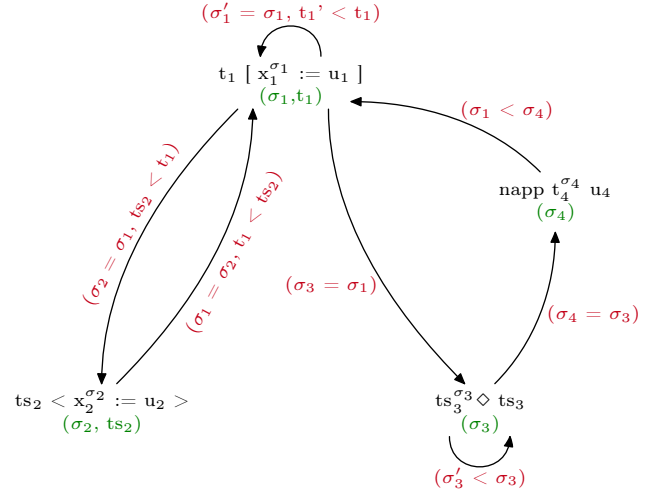 (σ′₁ = σ₁, t₁' < t₁)
t₁ [ x₁^σ₁ := u₁ ]
(σ₁,t₁)
(σ₁ < σ₄)
napp t₄^σ₄ u₄
(σ₄)
(σ₂ = σ₁, ts₂ < t₁)
(σ₁ = σ₂, t₁ < ts₂)
(σ₃ = σ₁)
(σ₄ = σ₃)
ts₂ < x₂^σ₂ := u₂ >
(σ₂, ts₂)
ts₃^σ₃ ◇ ts₃
(σ₃)
(σ′₃ < σ₃)